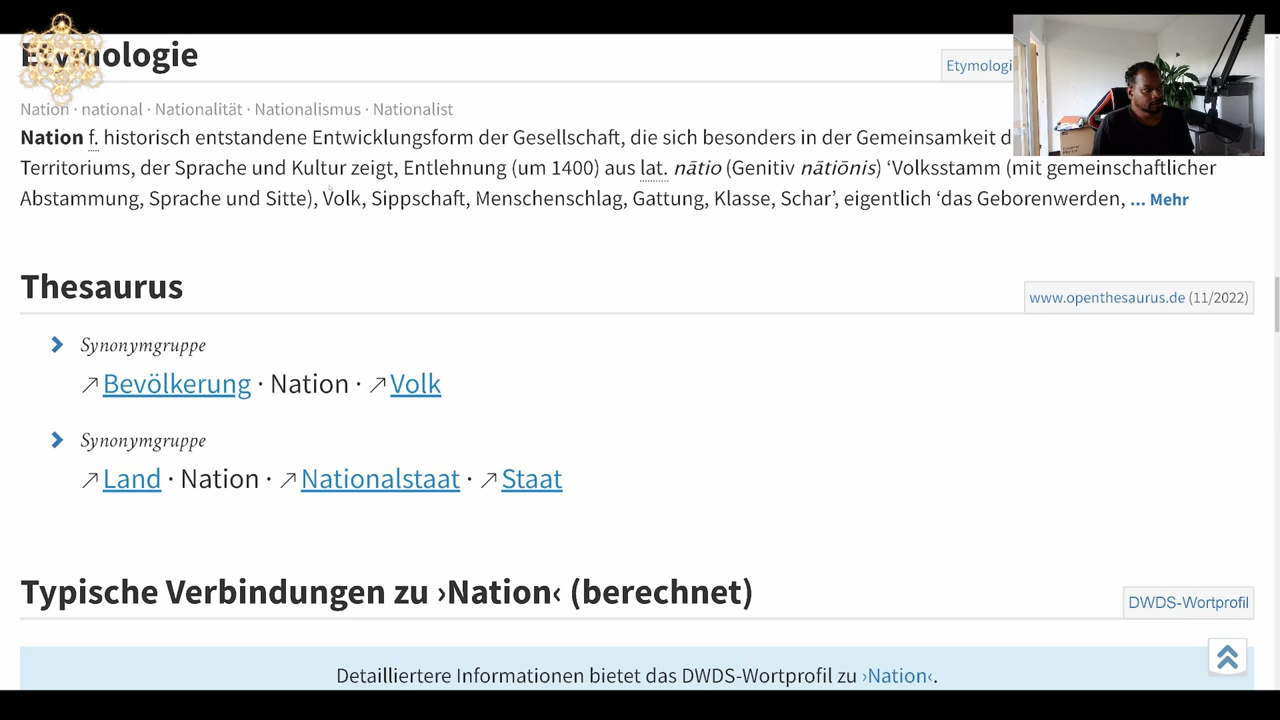 Etymologie
Etymologi
Nation · national · Nationalität · Nationalismus · Nationalist
Nation f. historisch entstandene Entwicklungsform der Gesellschaft, die sich besonders in der Gemeinsamkeit d
Territoriums, der Sprache und Kultur zeigt, Entlehnung (um 1400) aus lat. nātio (Genitiv nātiōnis) ‘Volksstamm (mit gemeinschaftlicher
Abstammung, Sprache und Sitte), Volk, Sippschaft, Menschenschlag, Gattung, Klasse, Schar’, eigentlich ‘das Geborenwerden, ... Mehr
Thesaurus
www.openthesaurus.de (11/2022)
Synonymgruppe
Bevölkerung · Nation · Volk
Synonymgruppe
Land · Nation · Nationalstaat · Staat
Typische Verbindungen zu ›Nation‹ (berechnet)
DWDS-Wortprofil
Detailliertere Informationen bietet das DWDS-Wortprofil zu ›Nation‹.